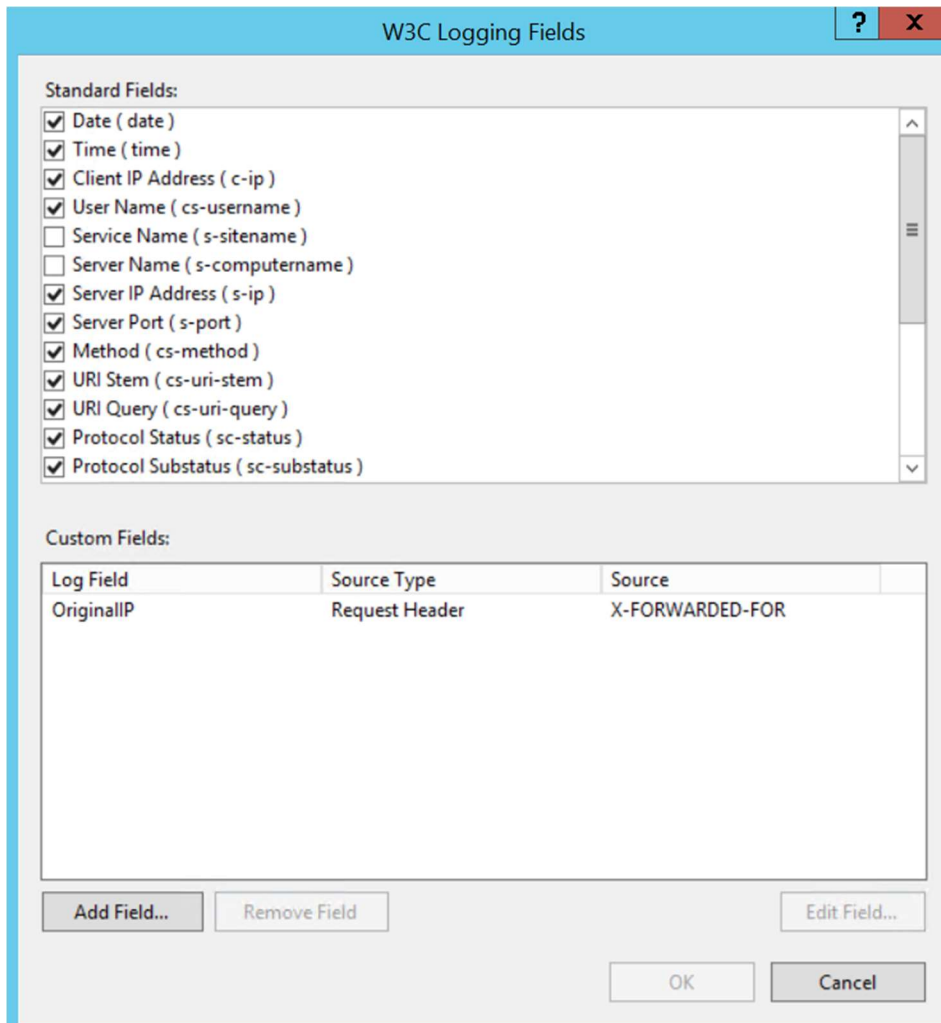 W3C Logging Fields
?
X
Standard Fields:
Date ( date )
Time ( time )
Client IP Address ( c-ip )
User Name ( cs-username )
Service Name ( s-sitename )
Server Name ( s-computername )
Server IP Address ( s-ip )
Server Port ( s-port )
Method ( cs-method )
URI Stem ( cs-uri-stem )
URI Query ( cs-uri-query )
Protocol Status ( sc-status )
Protocol Substatus ( sc-substatus )
Custom Fields:
Log Field Source Type Source
OriginalIP Request Header X-FORWARDED-FOR
Add Field... Remove Field Edit Field...
OK Cancel